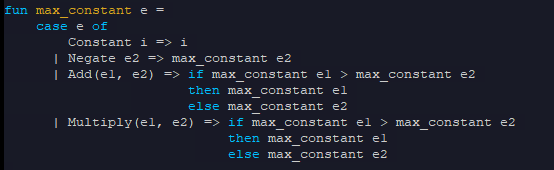 fun max_constant e =
case e of
Constant i => i
| Negate e2 => max_constant e2
| Add(e1, e2) => if max_constant e1 > max_constant e2
then max_constant e1
else max_constant e2
| Multiply(e1, e2) => if max_constant e1 > max_constant e2
then max_constant e1
else max_constant e2